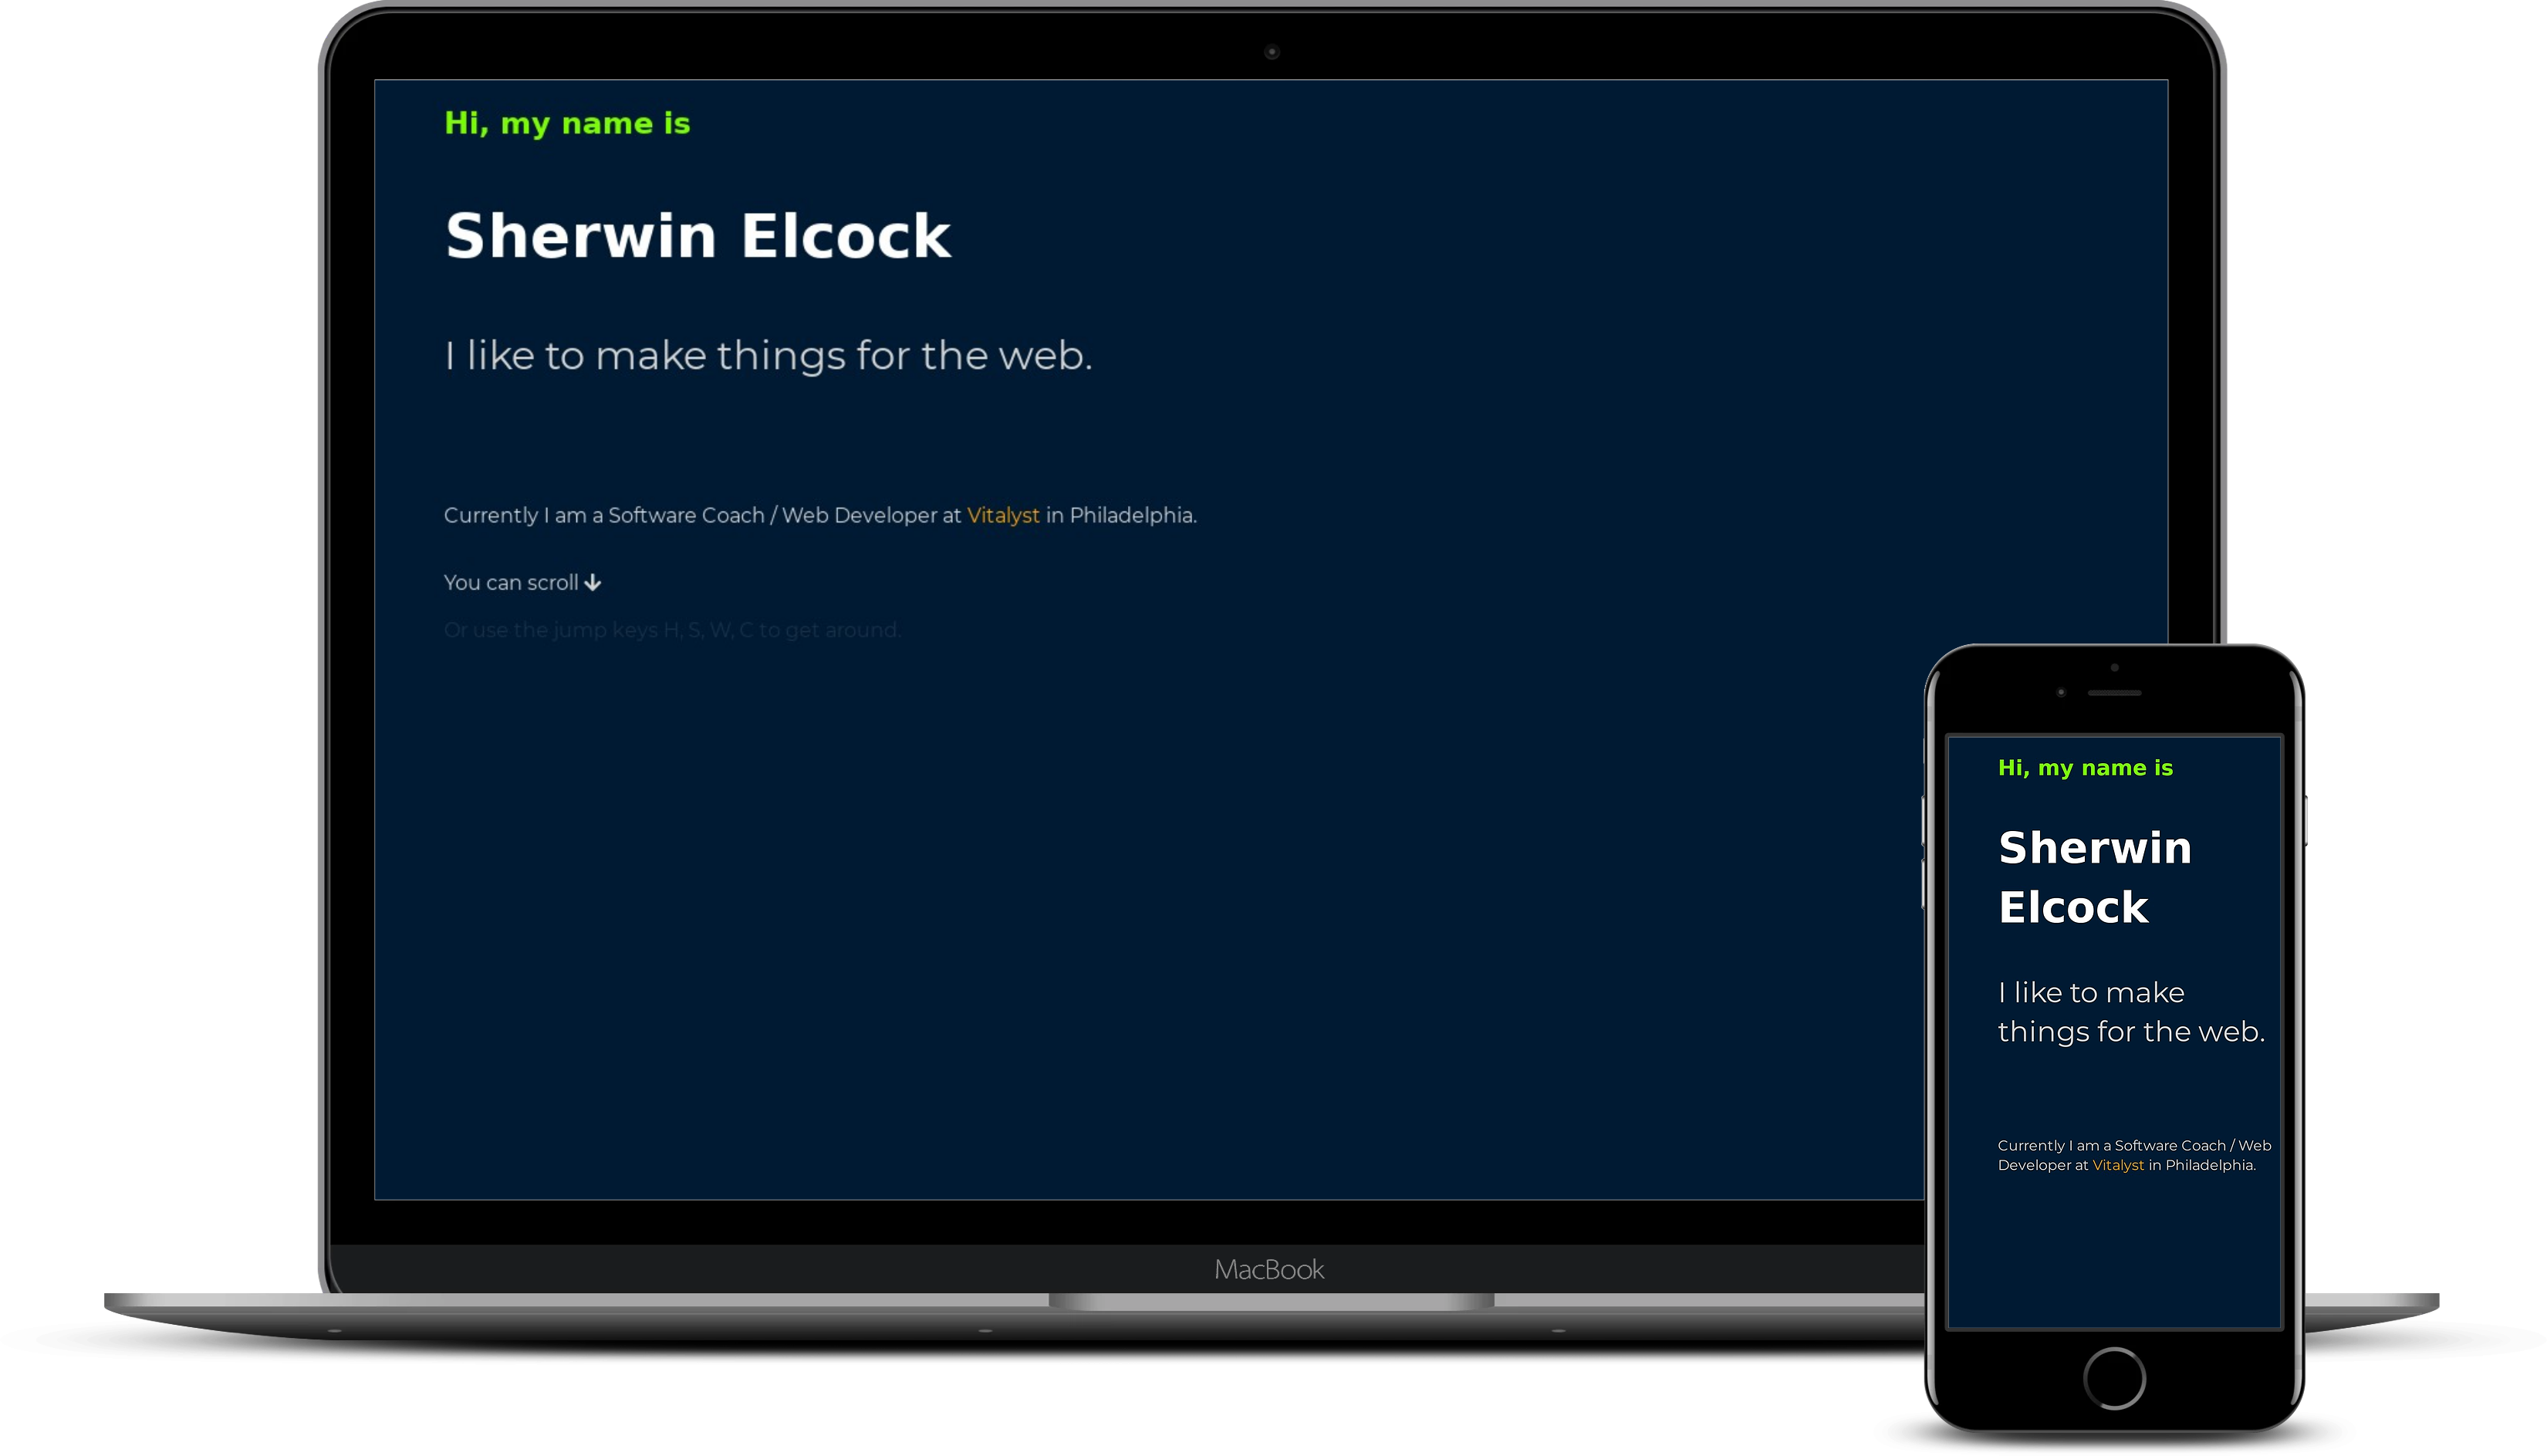 Hi, my name is
Sherwin Elcock
I like to make things for the web.
Currently I am a Software Coach / Web Developer at Vitalyst in Philadelphia.
You can scroll
Or use the jump keys H, S, W, C to get around.
MacBook
Hi, my name is
Sherwin
Elcock
I like to make
things for the web.
Currently I am a Software Coach / Web
Developer at Vitalyst in Philadelphia.